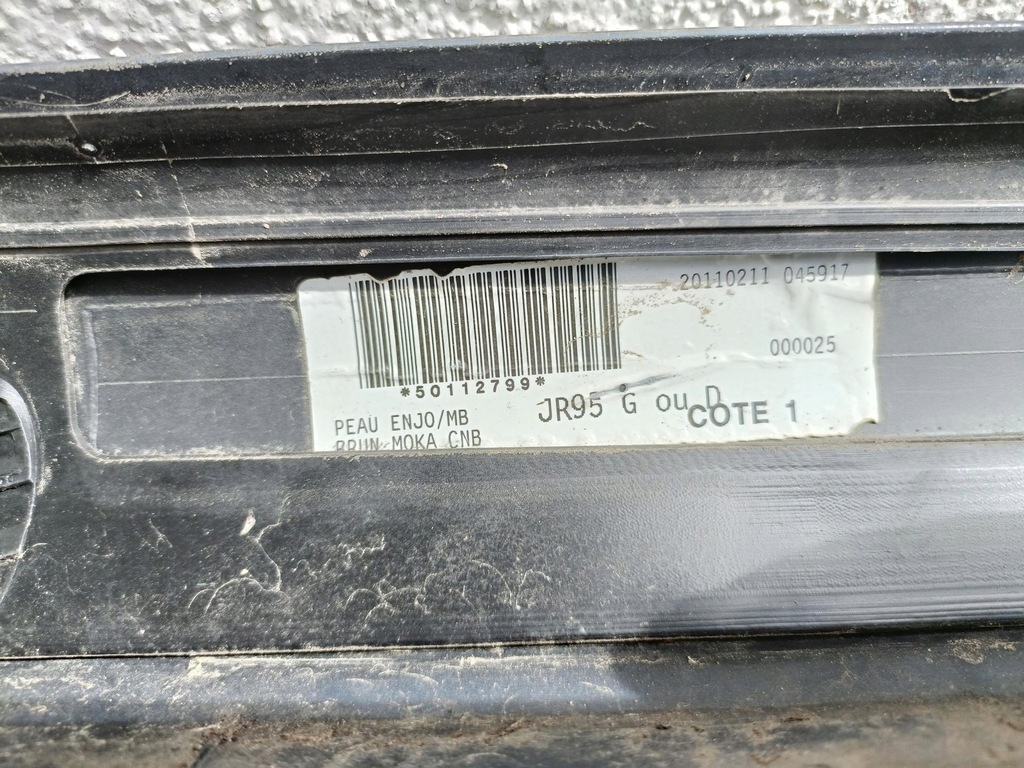 20110211 045917
000025
*50112799*
JR95 G ou D
COTE 1
PEAU ENJO/MB
BRUN MOKA CNB